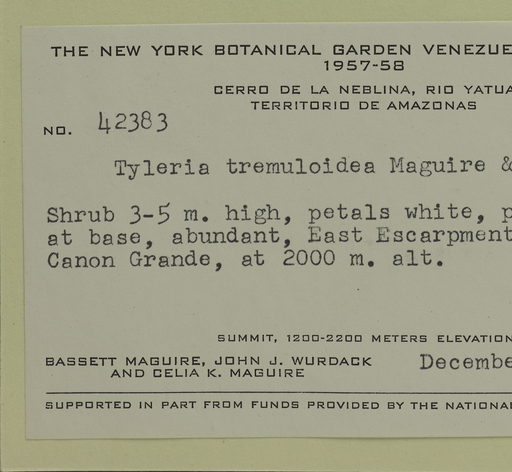 THE NEW YORK BOTANICAL GARDEN VENEZUE
1957-58
CERRO DE LA NEBLINA, RIO YATUA
TERRITORIO DE AMAZONAS
NO. 42383
Tyleria tremuloidea Maguire &
Shrub 3-5 m. high, petals white, p
at base, abundant, East Escarpment
Canon Grande, at 2000 m. alt.
SUMMIT, 1200-2200 METERS ELEVATION
BASSETT MAGUIRE, JOHN J. WURDACK
AND CELIA K. MAGUIRE
Decembe
SUPPORTED IN PART FROM FUNDS PROVIDED BY THE NATIONA